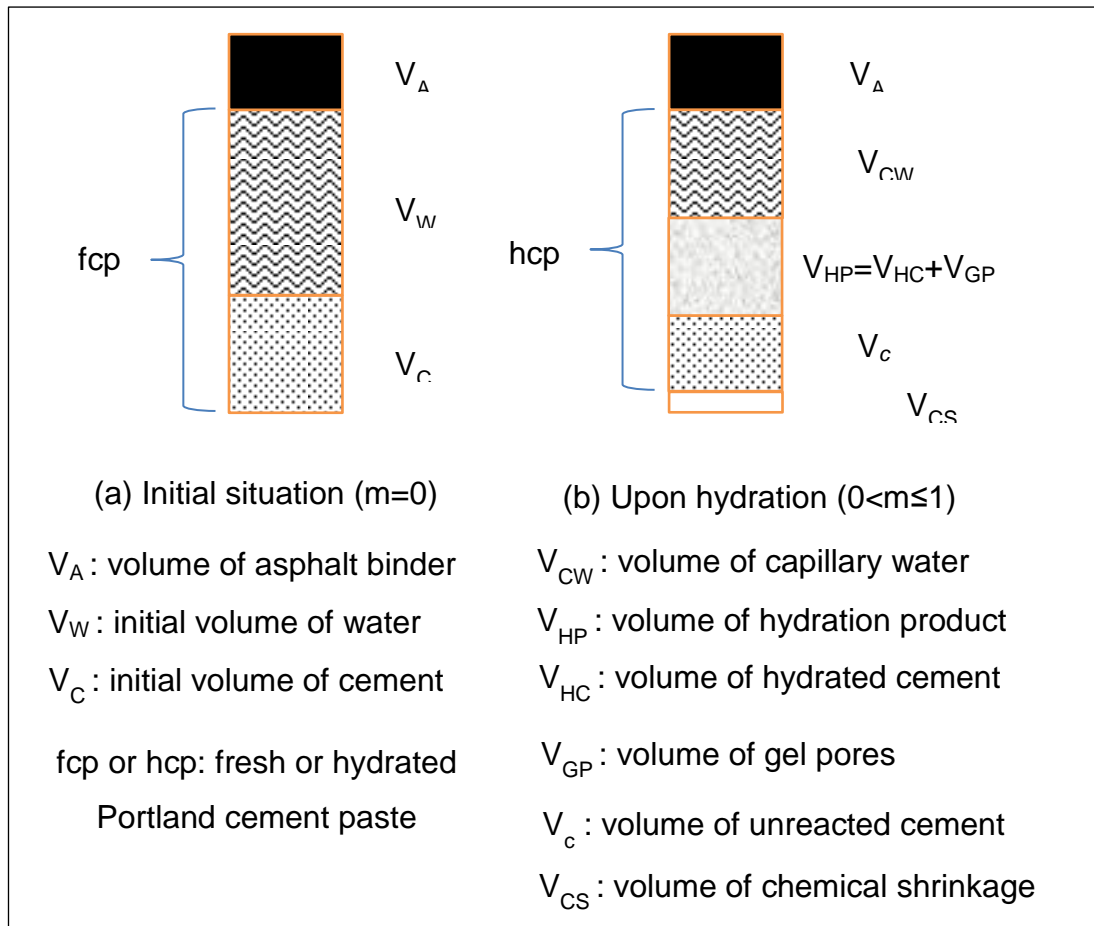 V_A
V_W
fcp
V_C
V_A
V_CW
hcp
V_HP=V_HC+V_GP
V_c
V_CS
(a) Initial situation (m=0)
V_A : volume of asphalt binder
V_W : initial volume of water
V_C : initial volume of cement
fcp or hcp: fresh or hydrated
Portland cement paste
(b) Upon hydration (0<m≤1)
V_CW : volume of capillary water
V_HP : volume of hydration product
V_HC : volume of hydrated cement
V_GP : volume of gel pores
V_c : volume of unreacted cement
V_CS : volume of chemical shrinkage